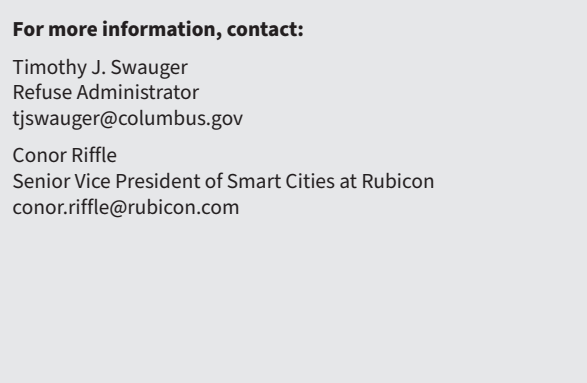 For more information, contact:
Timothy J. Swauger
Refuse Administrator
tjswauger@columbus.gov
Conor Riffle
Senior Vice President of Smart Cities at Rubicon
conor.riffle@rubicon.com